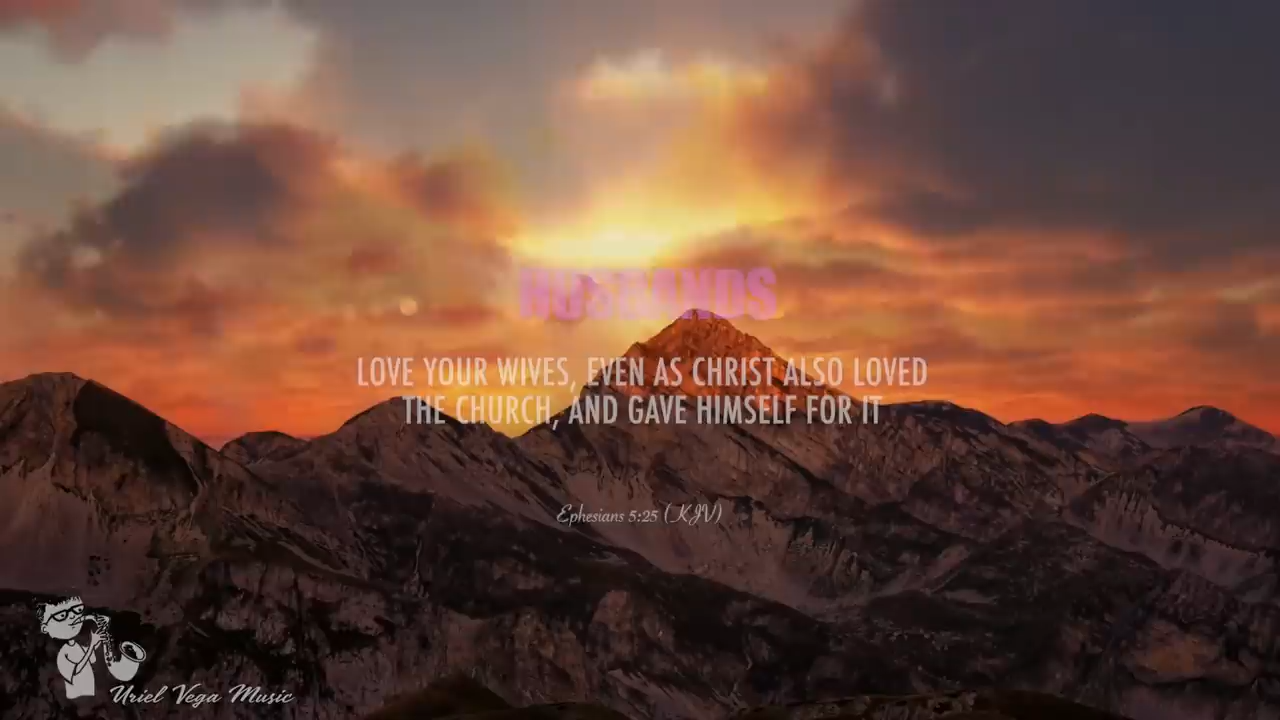 HUSBANDS
LOVE YOUR WIVES, EVEN AS CHRIST ALSO LOVED
THE CHURCH, AND GAVE HIMSELF FOR IT
Ephesians 5:25 (KJV)
Uriel Vega Music